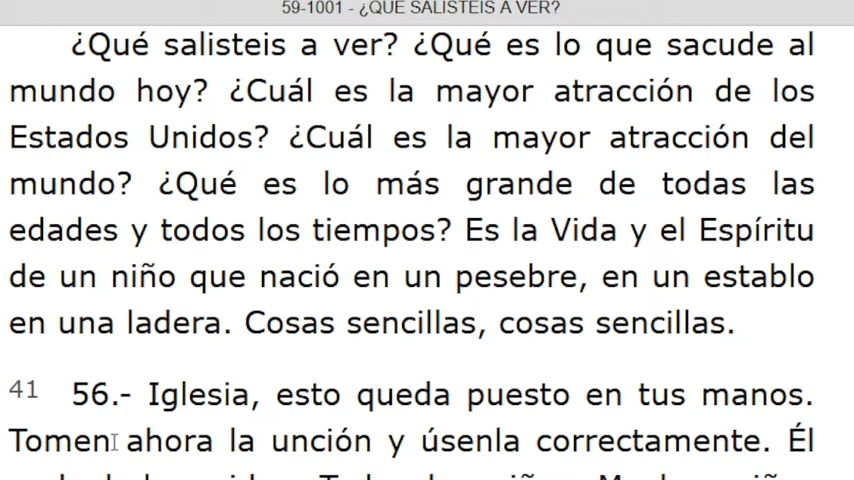 59-1001 - ¿QUE SALISTEIS A VER?
¿Qué salisteis a ver? ¿Qué es lo que sacude al
mundo hoy? ¿Cuál es la mayor atracción de los
Estados Unidos? ¿Cuál es la mayor atracción del
mundo? ¿Qué es lo más grande de todas las
edades y todos los tiempos? Es la Vida y el Espíritu
de un niño que nació en un pesebre, en un establo
en una ladera. Cosas sencillas, cosas sencillas.
41 56.- Iglesia, esto queda puesto en tus manos.
Tomen ahora la unción y úsenla correctamente. Él